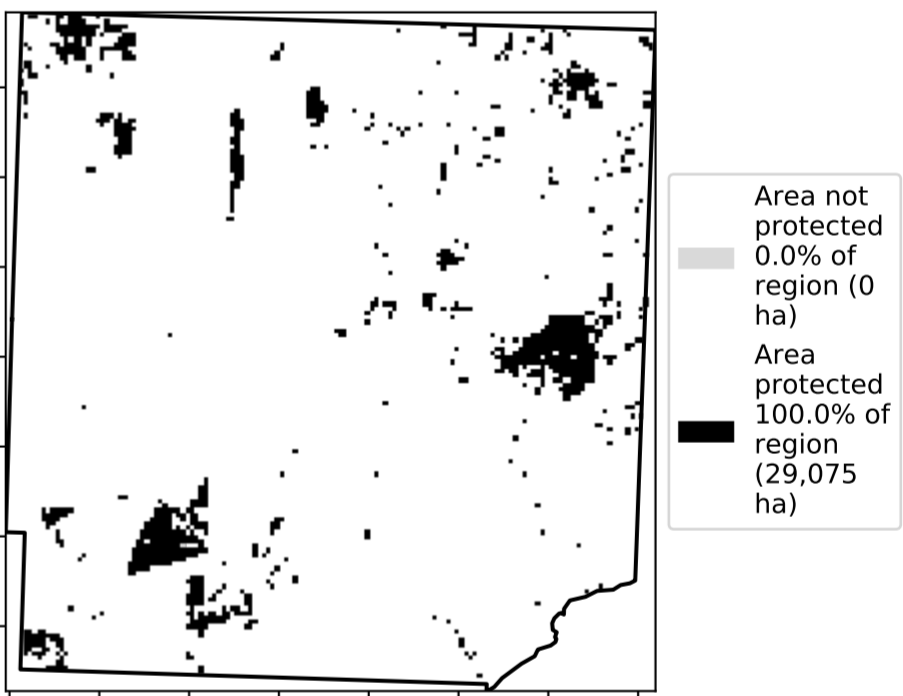 Area not
protected
0.0% of
region (0
ha)
Area
protected
100.0% of
region
(29,075
ha)